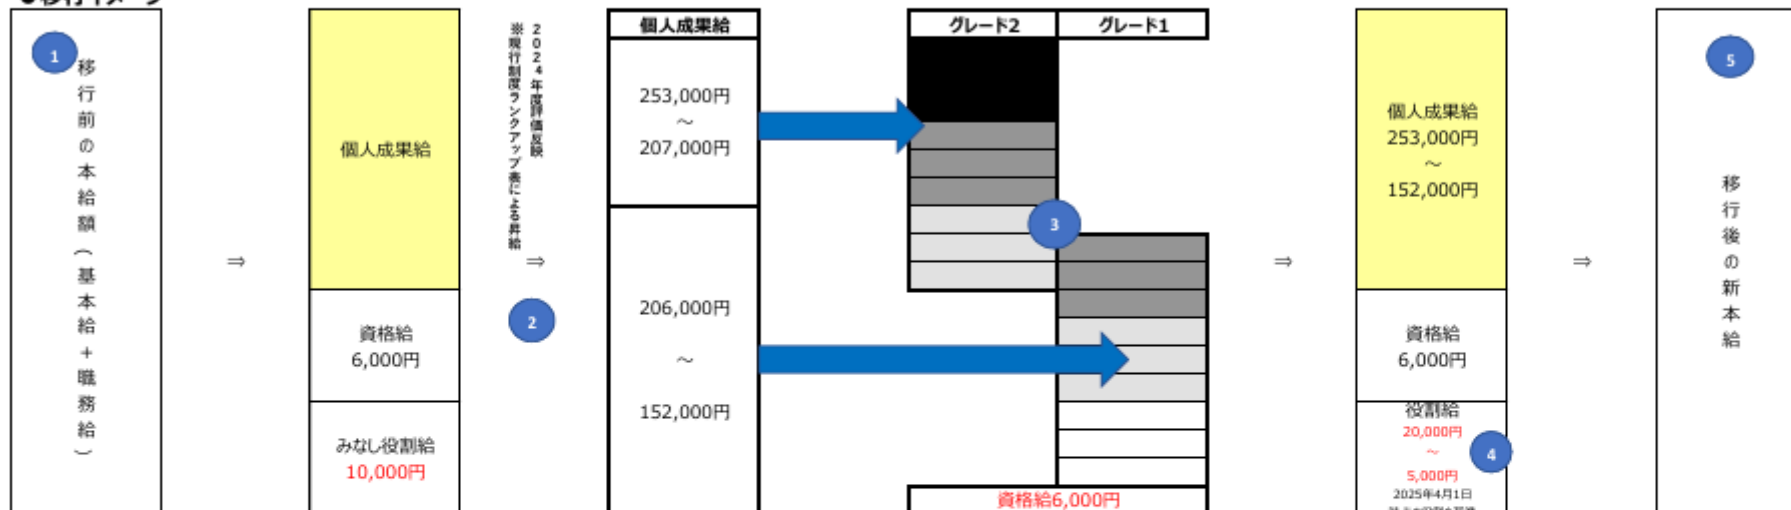 1
移行前の本給額（基本給+職務給）
⇒
個人成果給
資格給
6,000円
みなし役割給
10,000円
2024年度評価反映
※現行制度ランクアップ表による昇給
⇒
2
個人成果給
253,000円
～
207,000円
206,000円
～
152,000円
グレード2
グレード1
3
資格給6,000円
⇒
個人成果給
253,000円
～
152,000円
資格給
6,000円
役割給
20,000円
～
5,000円
2025年4月1日
4
⇒
5
移行後の新本給